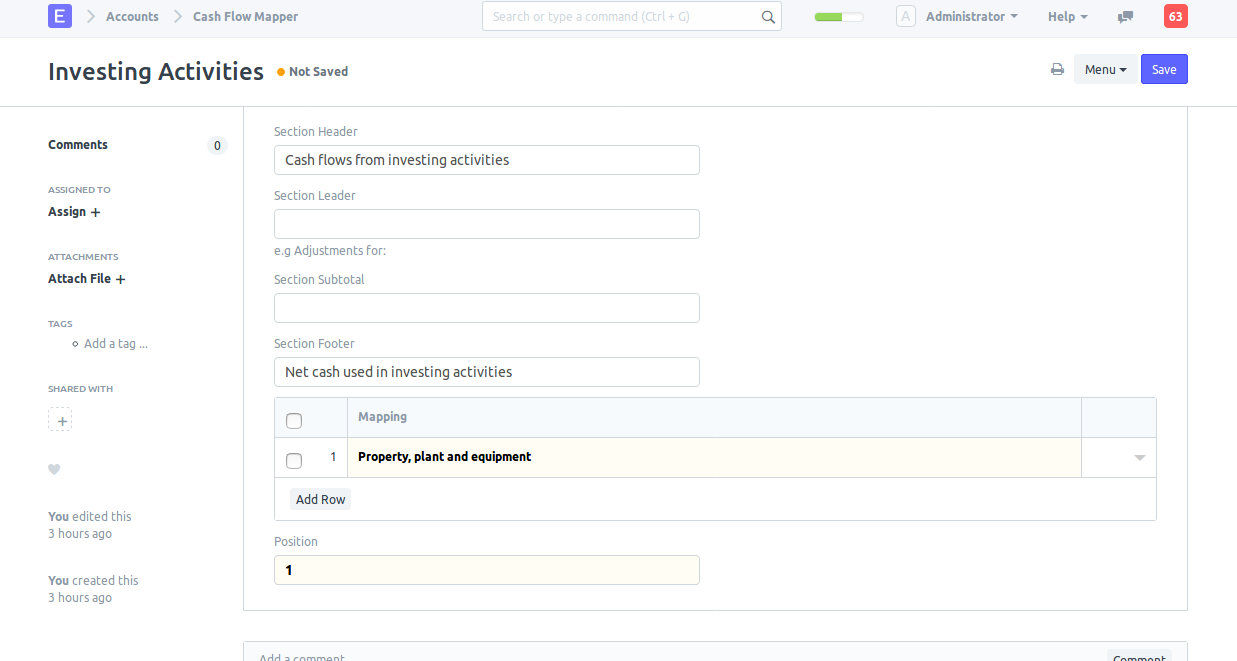 E Accounts Cash Flow Mapper Search or type a command (Ctrl + G) A Administrator Help 63
Investing Activities Not Saved Menu Save
Comments 0
ASSIGNED TO
Assign +
ATTACHMENTS
Attach File +
TAGS
Add a tag ...
SHARED WITH
+
You edited this
3 hours ago
You created this
3 hours ago
Section Header
Cash flows from investing activities
Section Leader
e.g Adjustments for:
Section Subtotal
Section Footer
Net cash used in investing activities
Mapping
1 Property, plant and equipment
Add Row
Position
1
Add a comment Comment